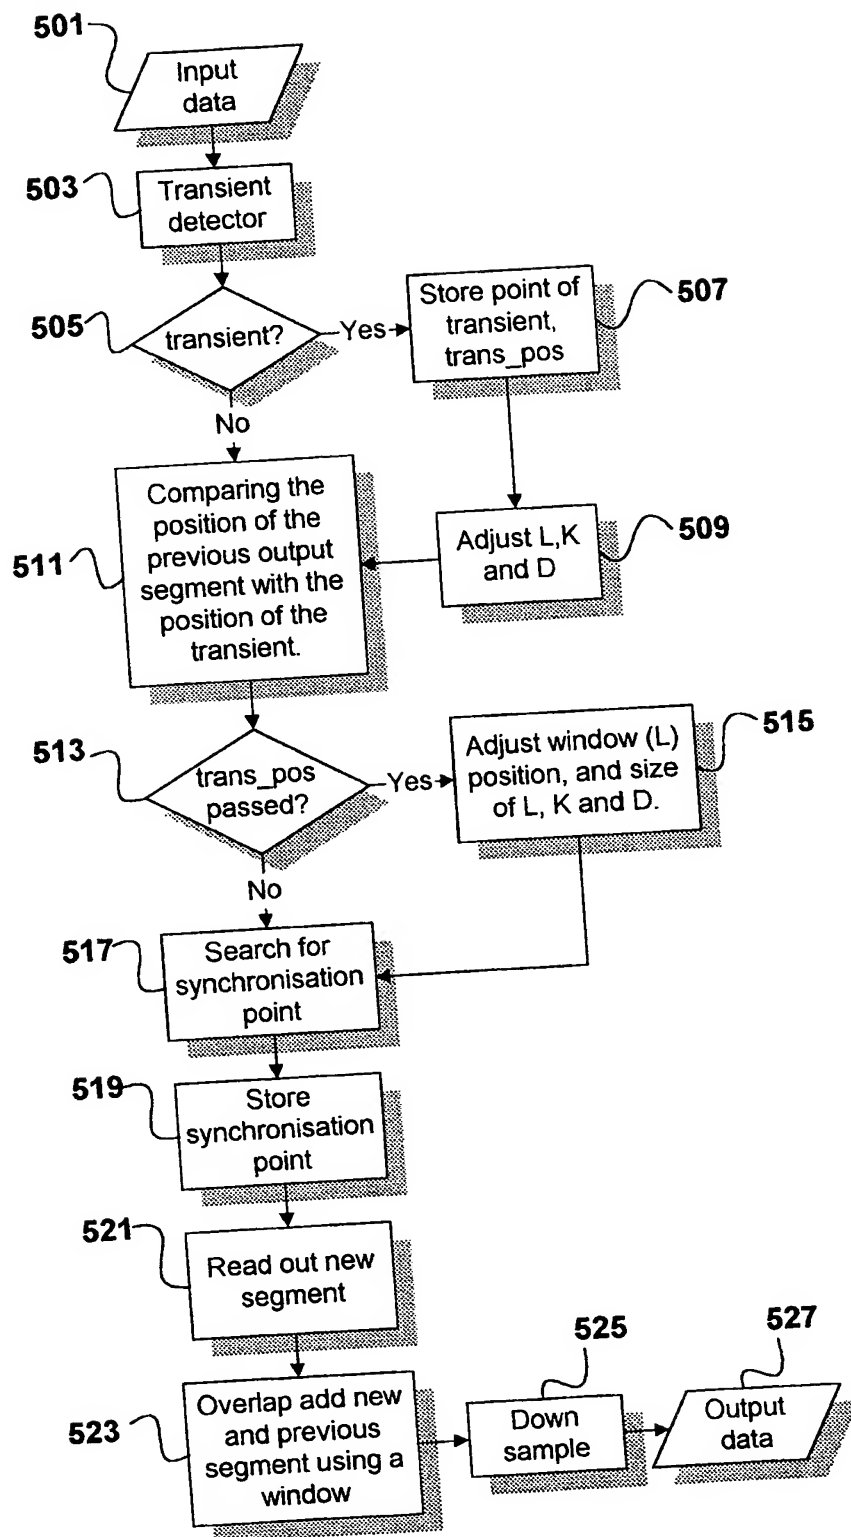 501
Input
data
503
Transient
detector
505
transient?
Yes
Store point of
transient,
trans_pos
507
No
511
Comparing the
position of the
previous output
segment with the
position of the
transient.
Adjust L,K
and D
509
513
trans_pos
passed?
Yes
Adjust window (L)
position, and size
of L, K and D.
515
No
517
Search for
synchronisation
point
519
Store
synchronisation
point
521
Read out new
segment
523
Overlap add new
and previous
segment using a
window
525
Down
sample
527
Output
data